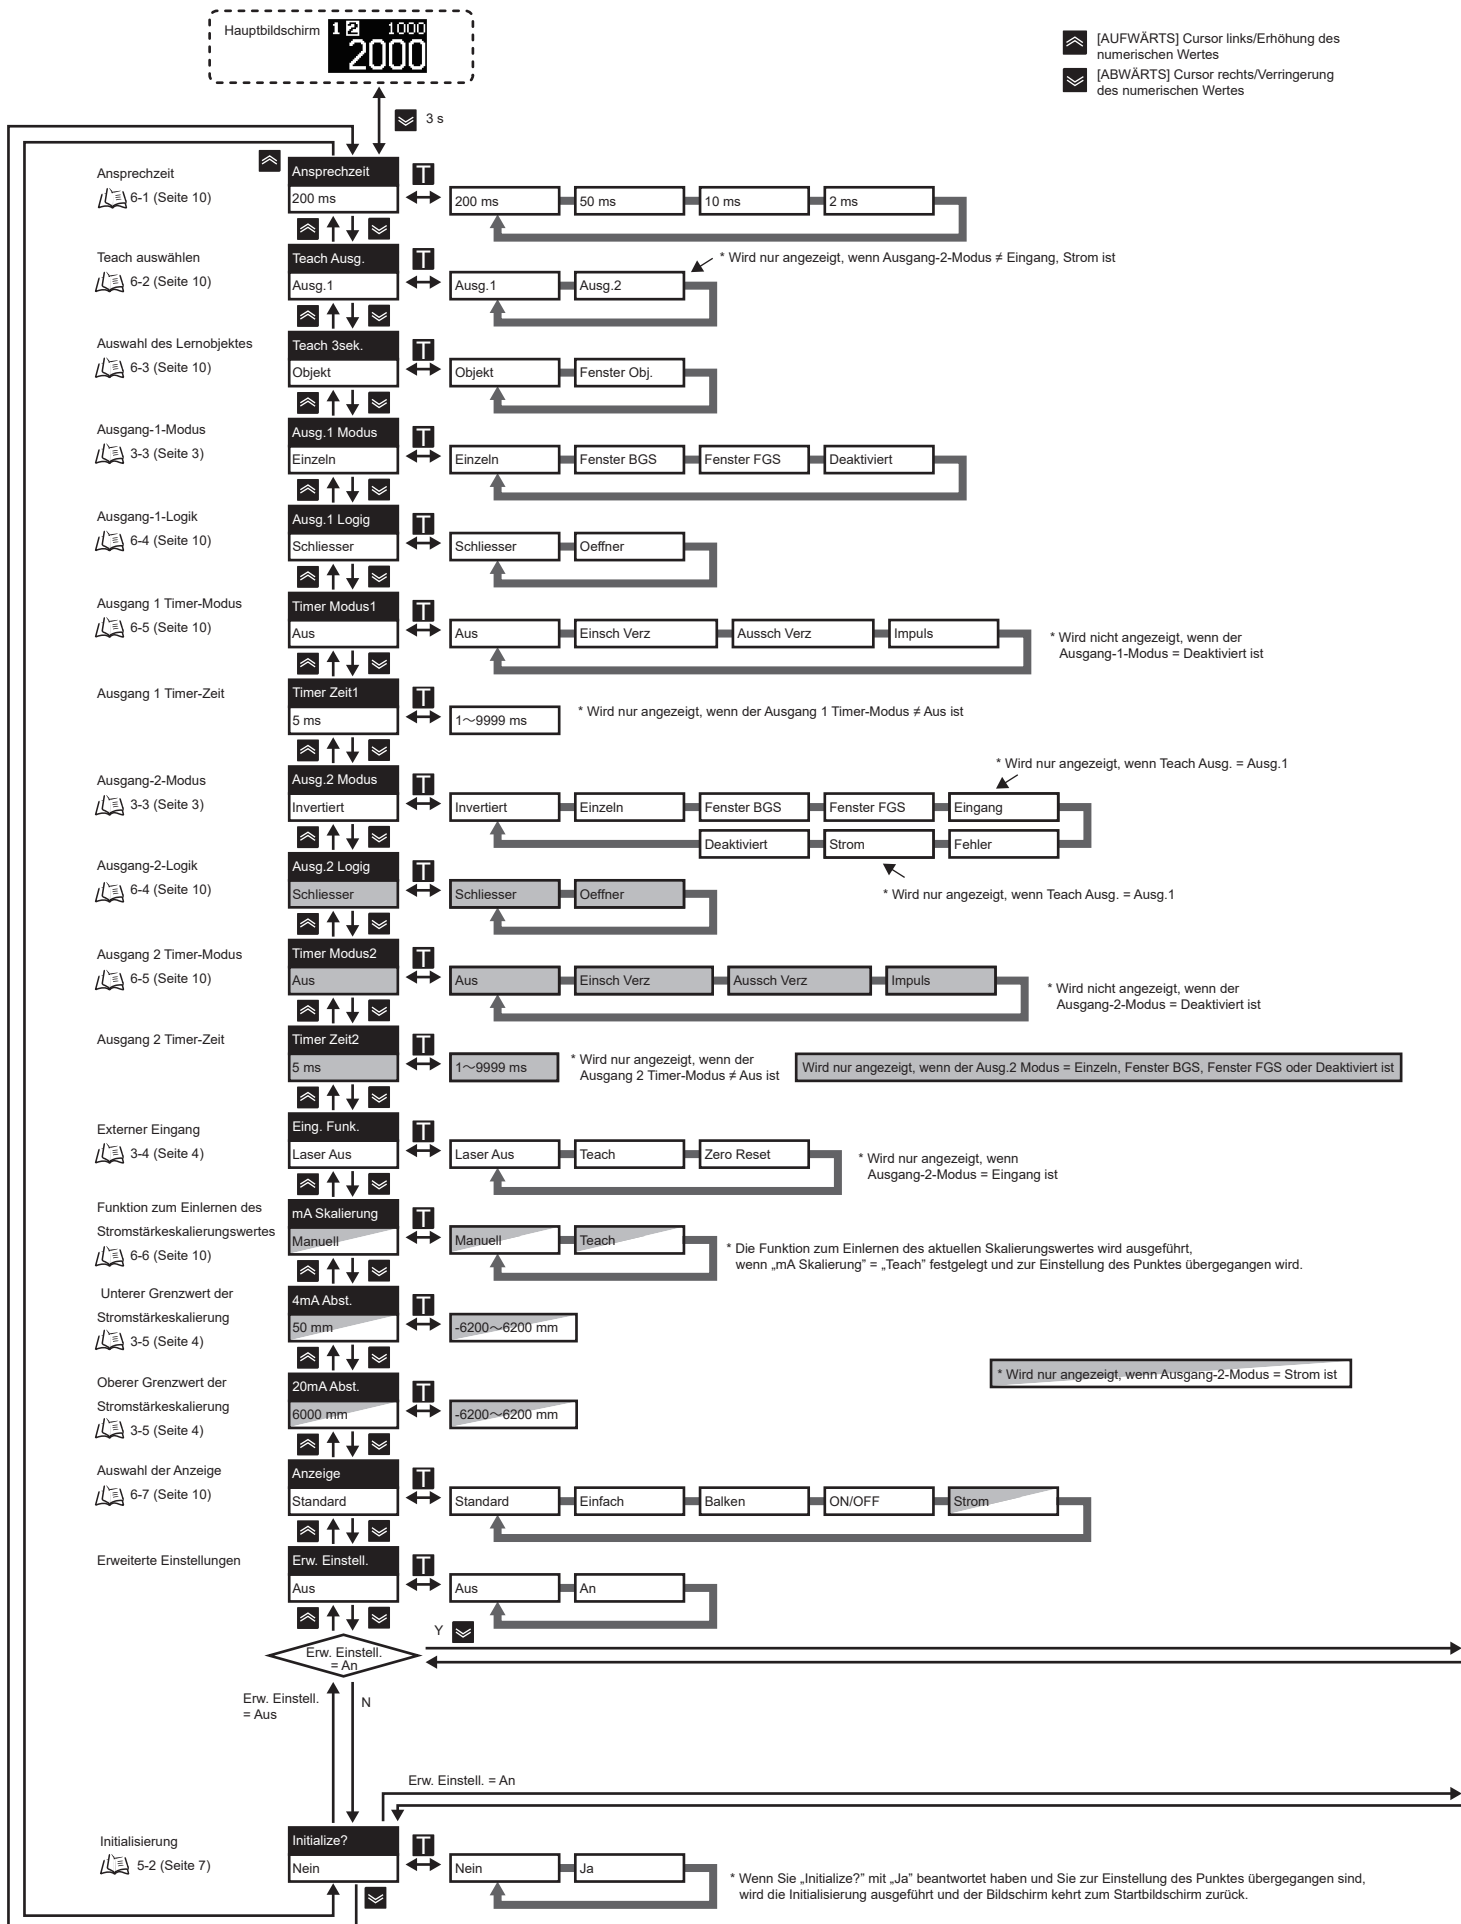 Hauptbildschirm
1 2 1000
2000
[AUFWÄRTS] Cursor links/Erhöhung des
numerischen Wertes
[ABWÄRTS] Cursor rechts/Verringerung
des numerischen Wertes
3 s
Ansprechzeit
6-1 (Seite 10)
Ansprechzeit
200 ms
T
200 ms
50 ms
10 ms
2 ms
Teach auswählen
6-2 (Seite 10)
Teach Ausg.
Ausg.1
T
Ausg.1
Ausg.2
* Wird nur angezeigt, wenn Ausgang-2-Modus ≠ Eingang, Strom ist
Auswahl des Lernobjektes
6-3 (Seite 10)
Teach 3sek.
Objekt
T
Objekt
Fenster Obj.
Ausgang-1-Modus
3-3 (Seite 3)
Ausg.1 Modus
Einzeln
T
Einzeln
Fenster BGS
Fenster FGS
Deaktiviert
Ausgang-1-Logik
6-4 (Seite 10)
Ausg.1 Logig
Schliesser
T
Schliesser
Oeffner
Ausgang 1 Timer-Modus
6-5 (Seite 10)
Timer Modus1
Aus
T
Aus
Einsch Verz
Aussch Verz
Impuls
* Wird nicht angezeigt, wenn der
Ausgang-1-Modus = Deaktiviert ist
Ausgang 1 Timer-Zeit
Timer Zeit1
5 ms
T
1～9999 ms
* Wird nur angezeigt, wenn der Ausgang 1 Timer-Modus ≠ Aus ist
Ausgang-2-Modus
3-3 (Seite 3)
Ausg.2 Modus
Invertiert
T
* Wird nur angezeigt, wenn Teach Ausg. = Ausg.1
Invertiert
Einzeln
Fenster BGS
Fenster FGS
Eingang
Deaktiviert
Strom
Fehler
* Wird nur angezeigt, wenn Teach Ausg. = Ausg.1
Ausgang-2-Logik
6-4 (Seite 10)
Ausg.2 Logig
Schliesser
T
Schliesser
Oeffner
Ausgang 2 Timer-Modus
6-5 (Seite 10)
Timer Modus2
Aus
T
Aus
Einsch Verz
Aussch Verz
Impuls
* Wird nicht angezeigt, wenn der
Ausgang-2-Modus = Deaktiviert ist
Ausgang 2 Timer-Zeit
Timer Zeit2
5 ms
T
1～9999 ms
* Wird nur angezeigt, wenn der
Ausgang 2 Timer-Modus ≠ Aus ist
Wird nur angezeigt, wenn der Ausg.2 Modus = Einzeln, Fenster BGS, Fenster FGS oder Deaktiviert ist
Externer Eingang
3-4 (Seite 4)
Eing. Funk.
Laser Aus
T
Laser Aus
Teach
Zero Reset
* Wird nur angezeigt, wenn
Ausgang-2-Modus = Eingang ist
Funktion zum Einlernen des
Stromstärkeskalierungswertes
6-6 (Seite 10)
mA Skalierung
Manuell
T
Manuell
Teach
* Die Funktion zum Einlernen des aktuellen Skalierungswertes wird ausgeführt,
wenn „mA Skalierung" = „Teach" festgelegt und zur Einstellung des Punktes übergegangen wird.
Unterer Grenzwert der
Stromstärkeskalierung
3-5 (Seite 4)
4mA Abst.
50 mm
T
-6200～6200 mm
Oberer Grenzwert der
Stromstärkeskalierung
3-5 (Seite 4)
20mA Abst.
6000 mm
T
-6200～6200 mm
* Wird nur angezeigt, wenn Ausgang-2-Modus = Strom ist
Auswahl der Anzeige
6-7 (Seite 10)
Anzeige
Standard
T
Standard
Einfach
Balken
ON/OFF
Strom
Erweiterte Einstellungen
Erw. Einstell.
Aus
T
Aus
An
Y
Erw. Einstell.
= An
Erw. Einstell.
= Aus
N
Erw. Einstell. = An
Initialisierung
5-2 (Seite 7)
Initialize?
Nein
T
Nein
Ja
* Wenn Sie „Initialize?" mit „Ja" beantwortet haben und Sie zur Einstellung des Punktes übergegangen sind,
wird die Initialisierung ausgeführt und der Bildschirm kehrt zum Startbildschirm zurück.